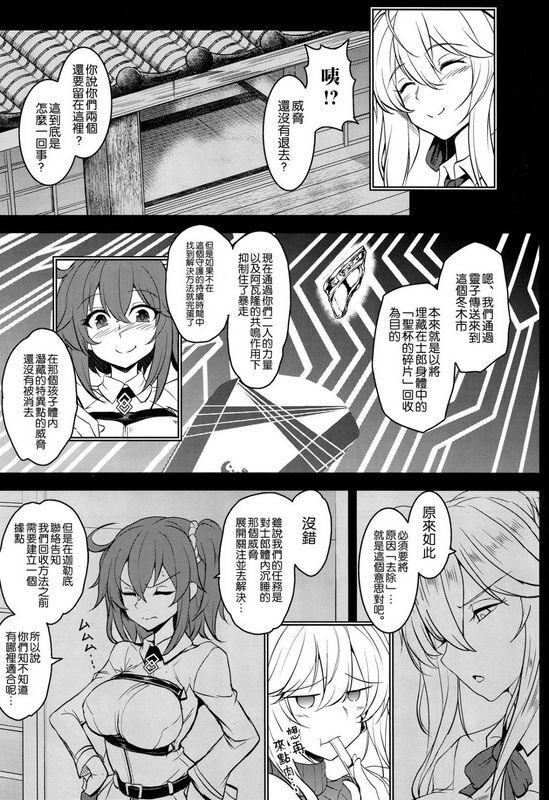 咦!?
威脅
還沒有退去?
你說你們兩個
還要留在這裡?
這到底是
怎麼一回事?
嗯、我們通過
靈子傳送來到
這個冬木市
本來就是以將
埋藏在士郎身體中的
「聖杯的碎片」回收
為目的
現在通過你們二人的力量
以及阿瓦隆的共鳴作用下
抑制住了暴走
但是如果不在
這個守護的持續時間中
找到解決方法就完蛋了
在那個孩子體內
潛藏的特異點的威脅
還沒有被消去
原來如此
必須要將
原因「去除」
就是這個意思對吧。
沒錯
雖說我們的任務是
對士郎體內沉睡的
那個威脅
展開關注並去解決…
想再
來點肉…
但是在迦勒底
聯絡告知
我們回收方法之前
需要建立一個
據點
ムムム…
所以說
你們知不知道
有哪裡適合呢…